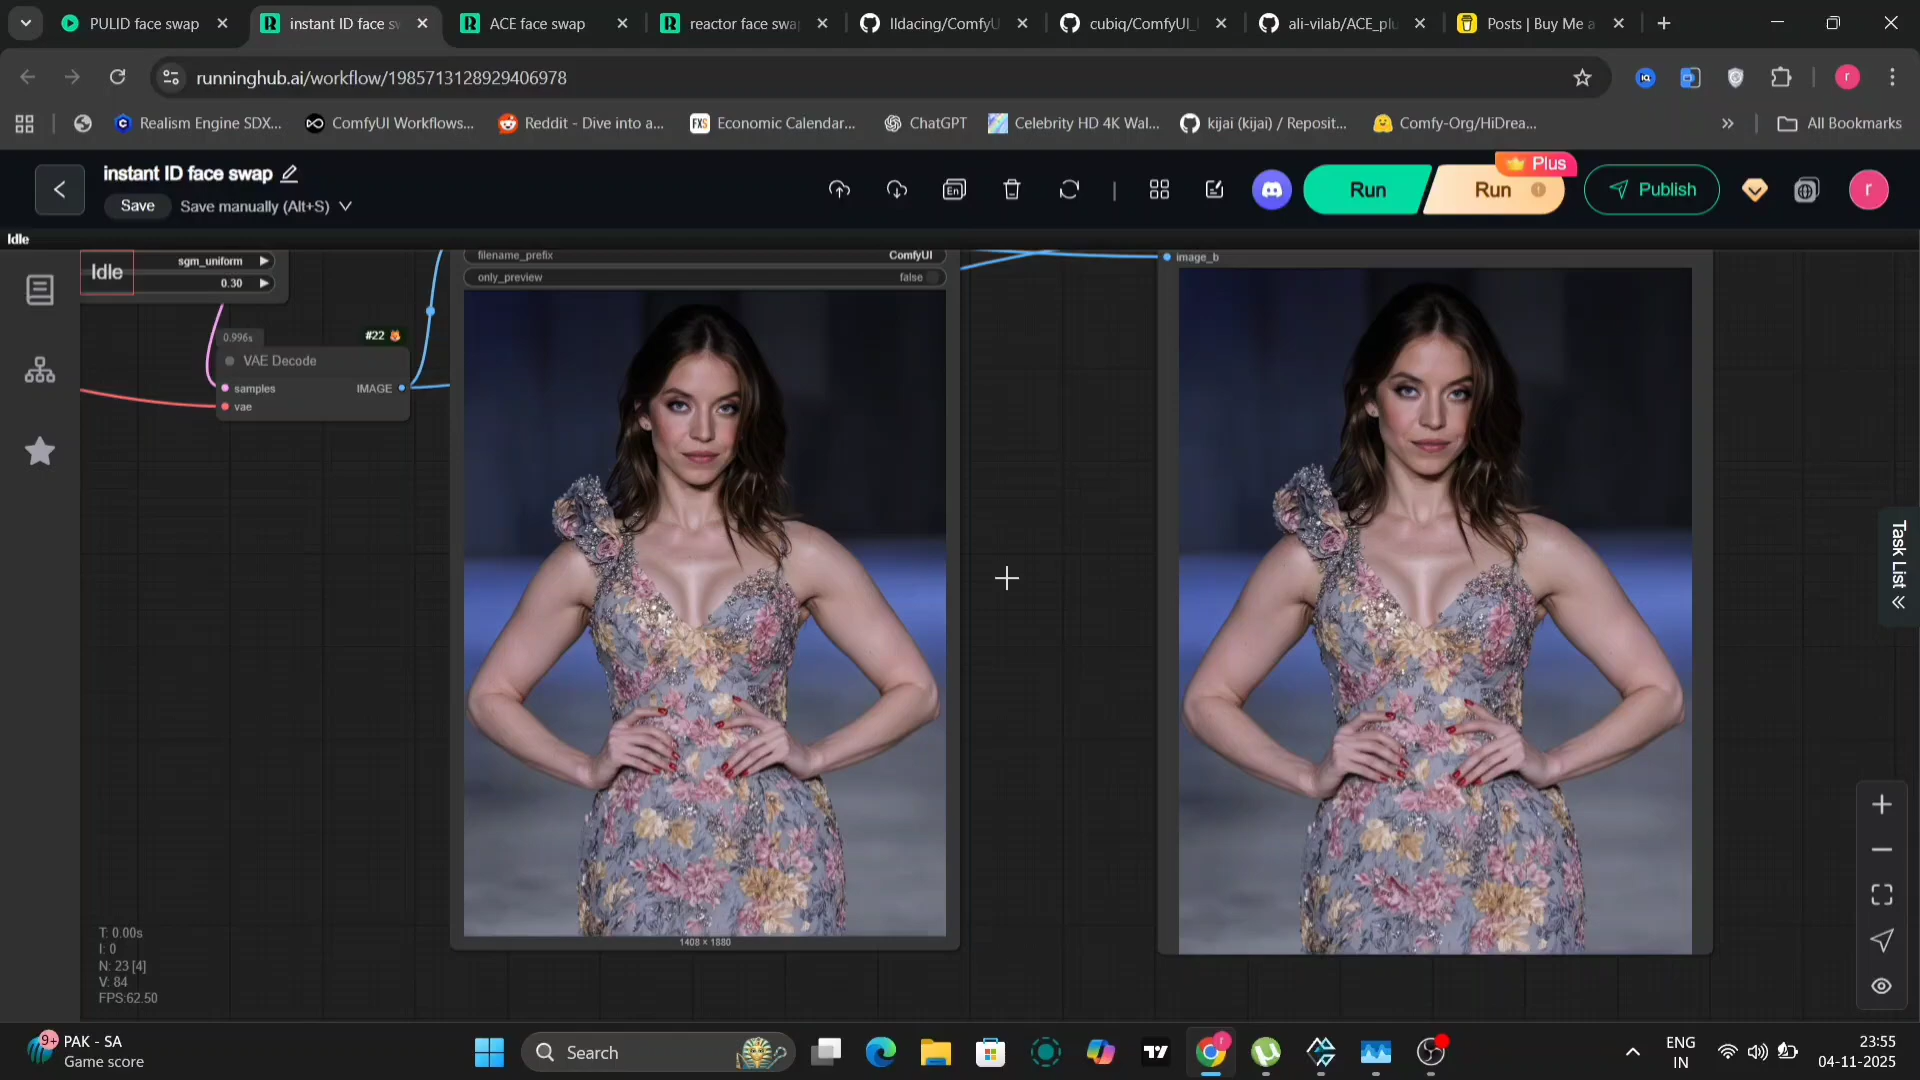 PULID face swap
instant ID face s
ACE face swap
reactor face swa
lldacing/ComfyU
cubiq/ComfyUI_
ali-vilab/ACE_plu
Posts | Buy Me a
runninghub.ai/workflow/1985713128929406978
r
Realism Engine SDX...
ComfyUI Workflows...
Reddit - Dive into a...
FXS
Economic Calendar...
ChatGPT
Celebrity HD 4K Wal...
kijai (kijai) / Reposit...
Comfy-Org/HiDrea...
»
All Bookmarks
instant ID face swap
Save
Save manually (Alt+S)
En
Run
Run
Plus
Publish
r
Idle
Idle
sgm_uniform
0.30
0.996s
#22
VAE Decode
samples
IMAGE
vae
filename_prefix
ComfyUI
only_preview
false
1408 × 1880
image_b
Task List
T: 0.00s
I: 0
N: 23 [4]
V: 84
FPS:62.50
9+
PAK - SA
Game score
Search
ENG
IN
23:55
04-11-2025